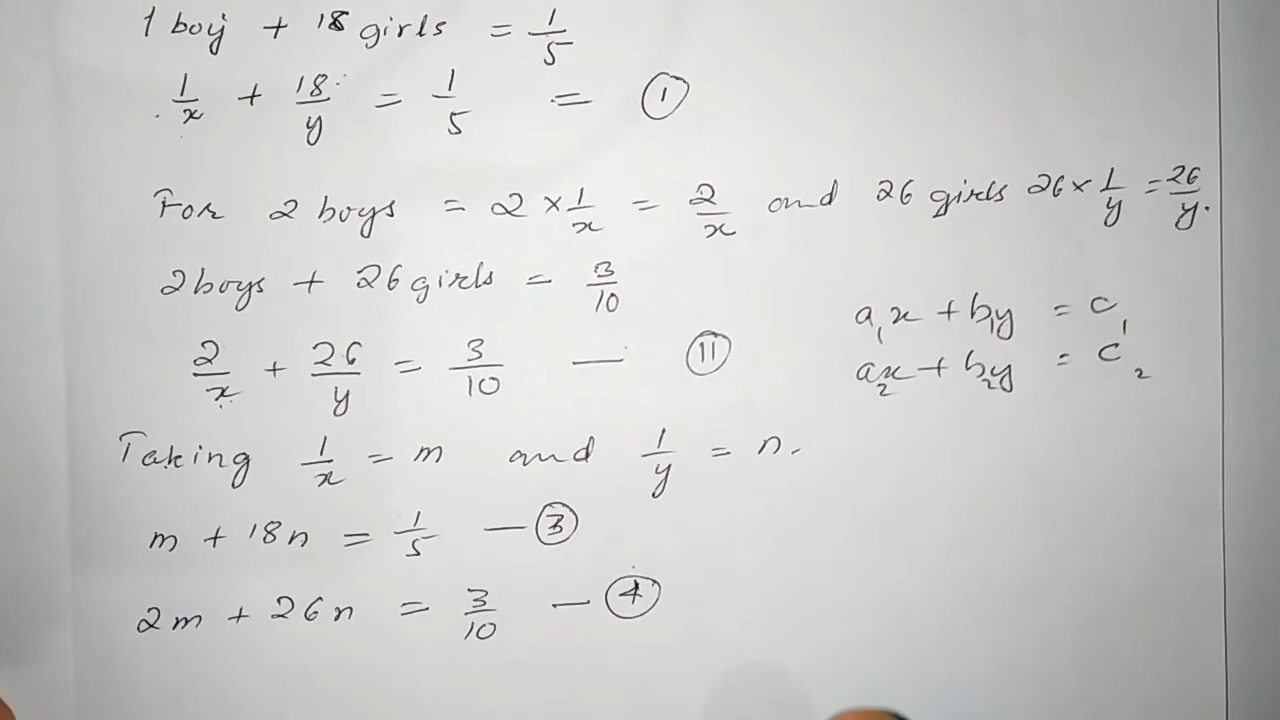 1 boy + 18 girls = 1/5
1/x + 18/y = 1/5 = ①
For 2 boys = 2 × 1/x = 2/x and 26 girls 26 × 1/y = 26/y.
2 boys + 26 girls = 3/10
2/x + 26/y = 3/10 — ⑪
a₁x + b₁y = c₁
a₂x + b₂y = c₂
Taking 1/x = m and 1/y = n.
m + 18n = 1/5 — ③
2m + 26n = 3/10 — ④